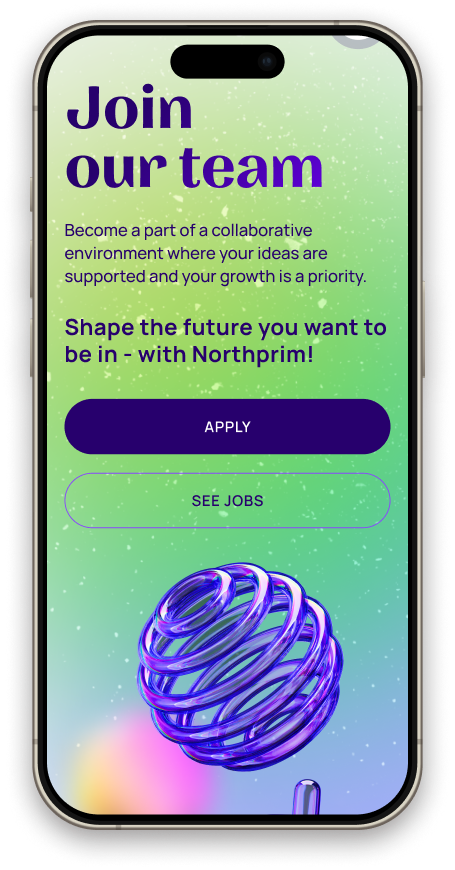 Join
our team
Become a part of a collaborative
environment where your ideas are
supported and your growth is a priority.
Shape the future you want to
be in - with Northprim!
APPLY
SEE JOBS